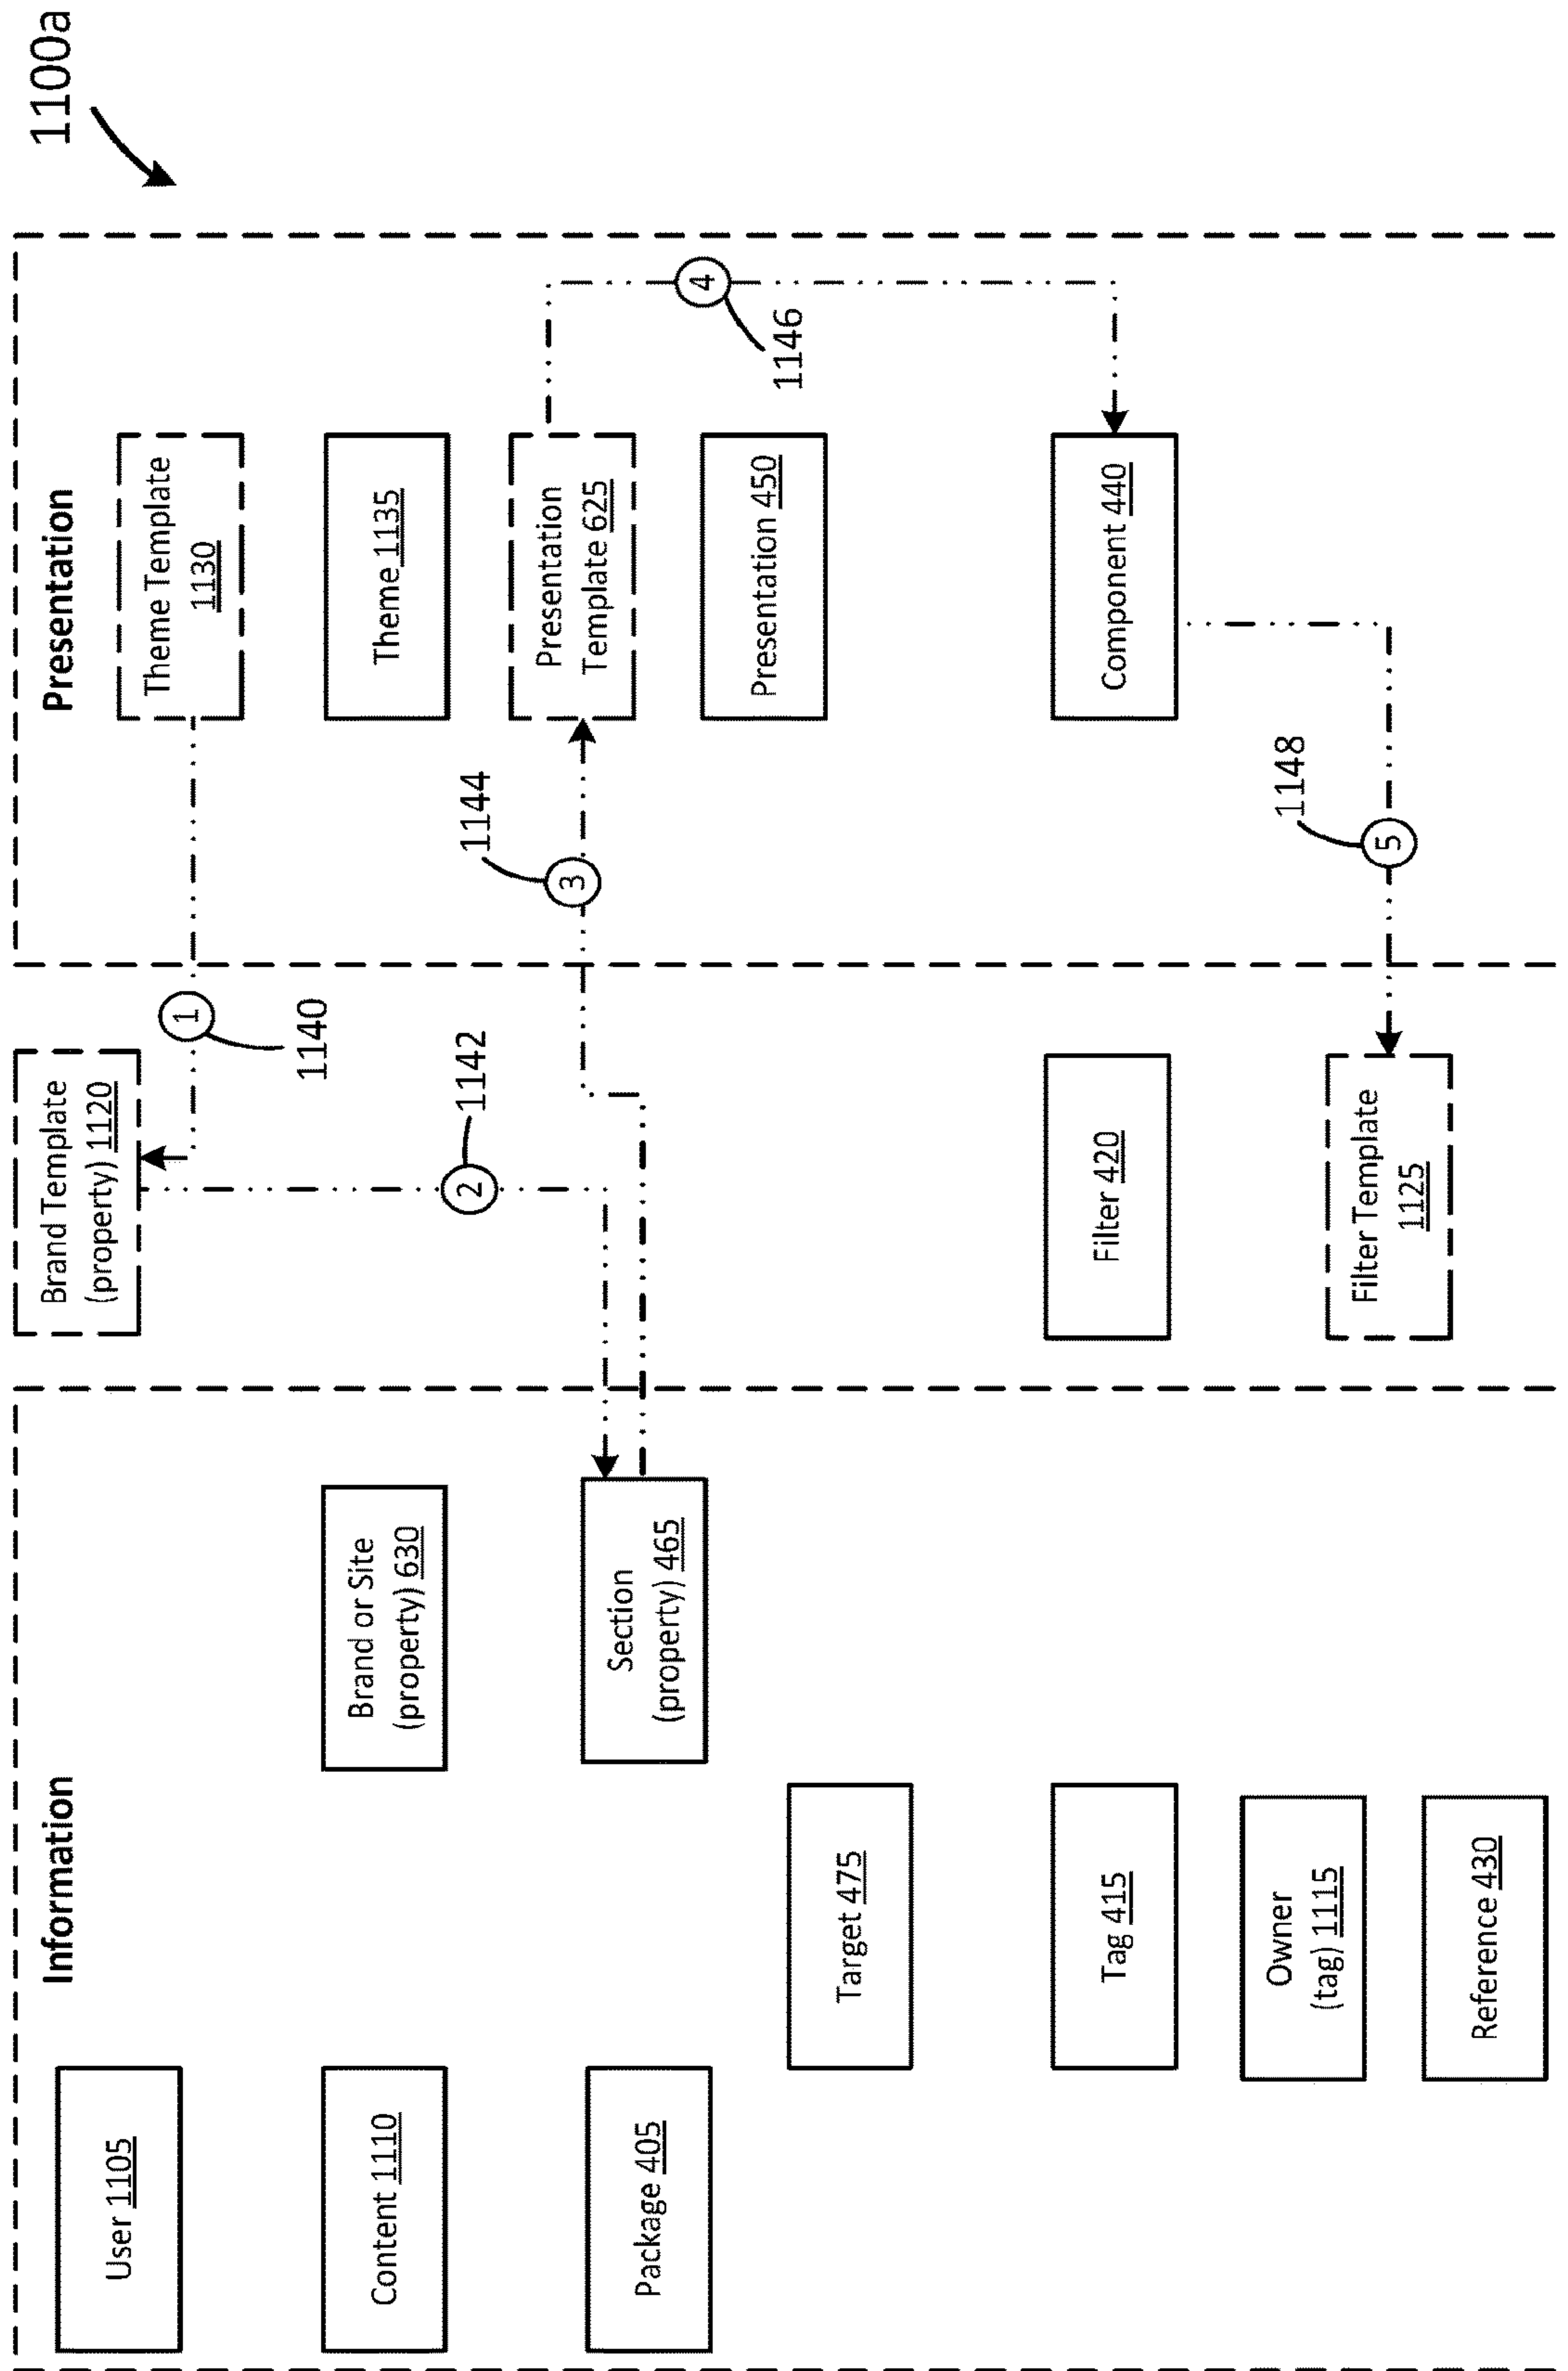 1100a
Information
Presentation
User 1105
Content 1110
Package 405
Brand or Site
(property) 630
Section
(property) 465
Target 475
Tag 415
Owner
(tag) 1115
Reference 430
Brand Template
(property) 1120
1
1140
2
1142
Filter 420
Filter Template
1125
Theme Template
1130
Theme 1135
Presentation
Template 625
Presentation 450
Component 440
3
1144
4
1146
5
1148